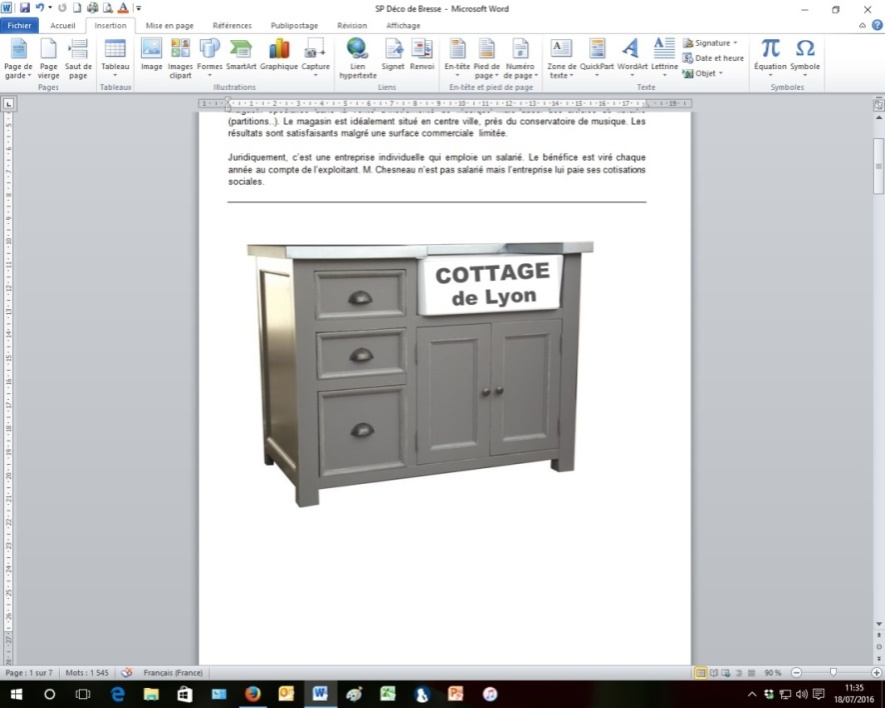 SP Déco de Bresse - Microsoft Word
Fichier Accueil Insertion Mise en page Références Publipostage Révision Affichage
Page de garde Page vierge Saut de page Tableau Image Images clipart Formes SmartArt Graphique Capture Lien hypertexte Signet Renvoi En-tête Pied de page Numéro de page Zone de texte QuickPart WordArt Lettrine Signature Date et heure Objet Équation Symbole
Pages Tableaux Illustrations Liens En-tête et pied de page Texte Symboles
(partitions..). Le magasin est idéalement situé en centre ville, prés du conservatoire de musique. Les
résultats sont satisfaisants malgré une surface commerciale limitée.
Juridiquement, c'est une entreprise individuelle qui emploie un salarié. Le bénéfice est viré chaque
année au compte de l'exploitant. M. Chesneau n'est pas salarié mais l'entreprise lui paie ses cotisations
sociales.
COTTAGE
de Lyon
Page : 1 sur 7 Mots : 1 545 Français (France) 90 %
11:35
18/07/2016